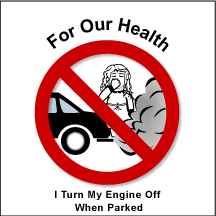 For Our Health
I Turn My Engine Off
When Parked